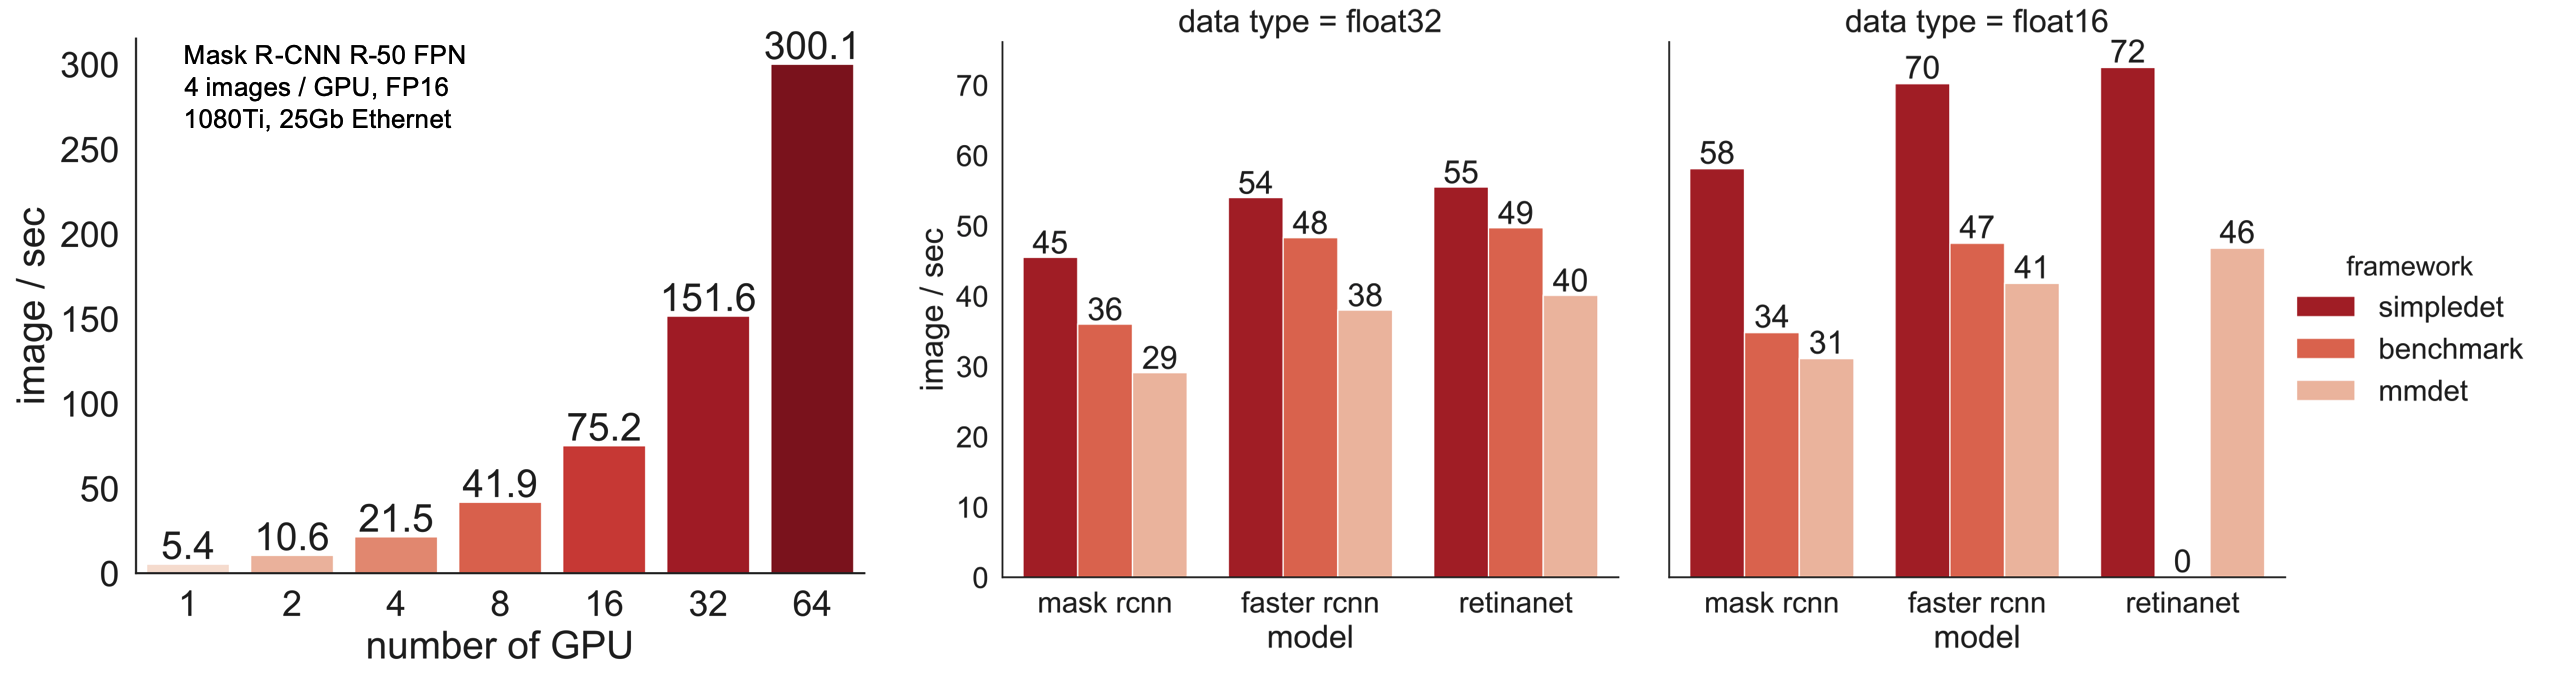 Mask R-CNN R-50 FPN
4 images / GPU, FP16
1080Ti, 25Gb Ethernet
image / sec
300
250
200
150
100
50
0
5.4
10.6
21.5
41.9
75.2
151.6
300.1
1 2 4 8 16 32 64
number of GPU
data type = float32
image / sec
70
60
50
40
30
20
10
0
45 36 29
54 48 38
55 49 40
mask rcnn faster rcnn retinanet
model
data type = float16
58 34 31
70 47 41
72 0 46
mask rcnn faster rcnn retinanet
model
framework
simpledet
benchmark
mmdet